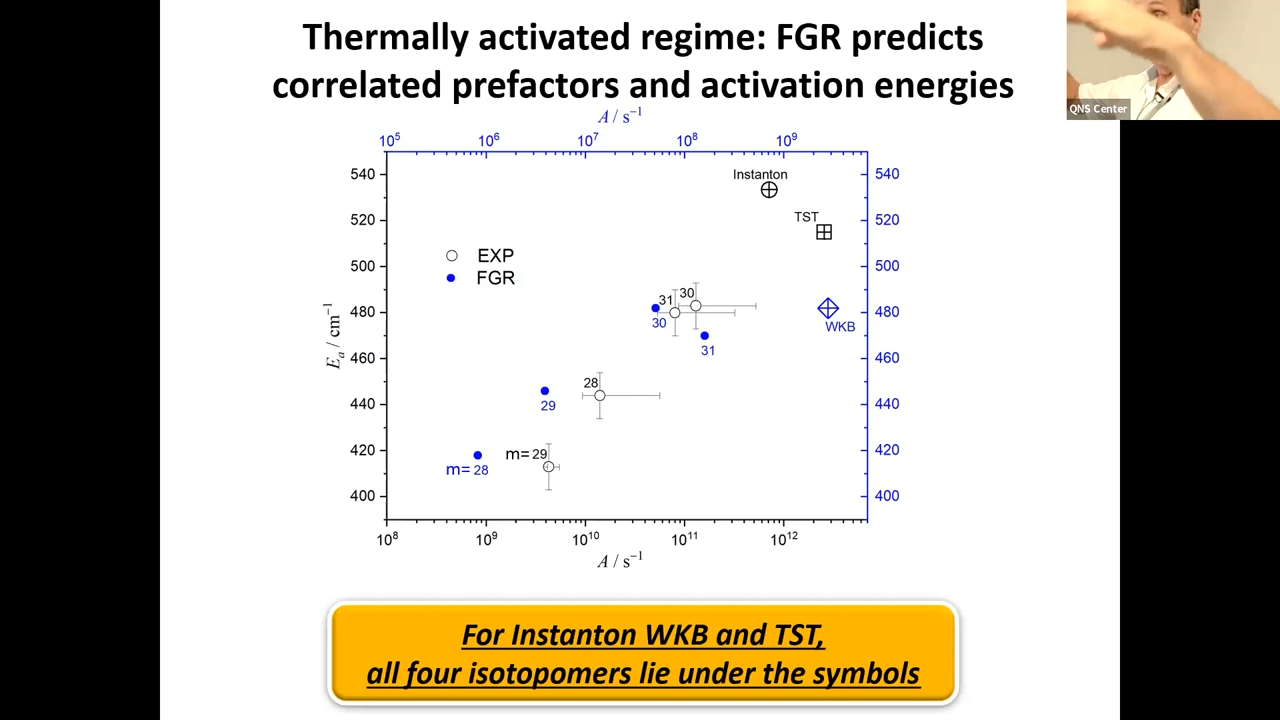 Thermally activated regime: FGR predicts
correlated prefactors and activation energies
QNS Center
A / s⁻¹
10⁵ 10⁶ 10⁷ 10⁸ 10⁹
540 540
Instanton
520 TST 520
500 EXP 500
FGR
480 31 30 480
30 WKB
31
Eₐ / cm⁻¹
460 460
28
440 29 440
420 m= 28 m= 29 420
400 400
10⁸ 10⁹ 10¹⁰ 10¹¹ 10¹²
A / s⁻¹
For Instanton WKB and TST,
all four isotopomers lie under the symbols